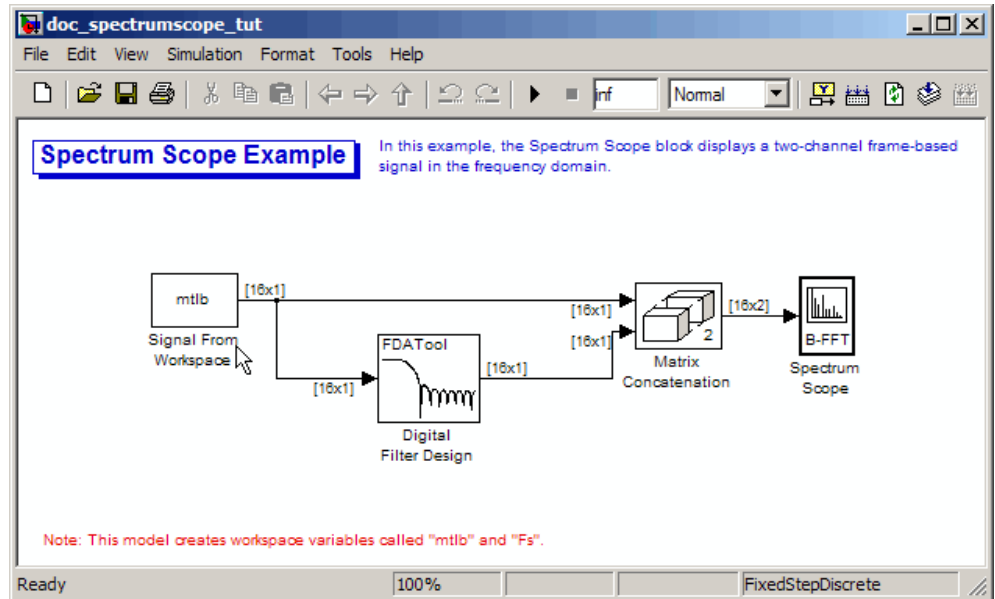 doc_spectrumscope_tut
File Edit View Simulation Format Tools Help
inf Normal
Spectrum Scope Example
In this example, the Spectrum Scope block displays a two-channel frame-based
signal in the frequency domain.
mtlb
[16x1]
Signal From
Workspace
[16x1]
FDATool
[16x1]
Digital
Filter Design
[16x1]
[16x1]
2
Matrix
Concatenation
[16x2]
B-FFT
Spectrum
Scope
Note: This model creates workspace variables called "mtlb" and "Fs".
Ready 100% FixedStepDiscrete